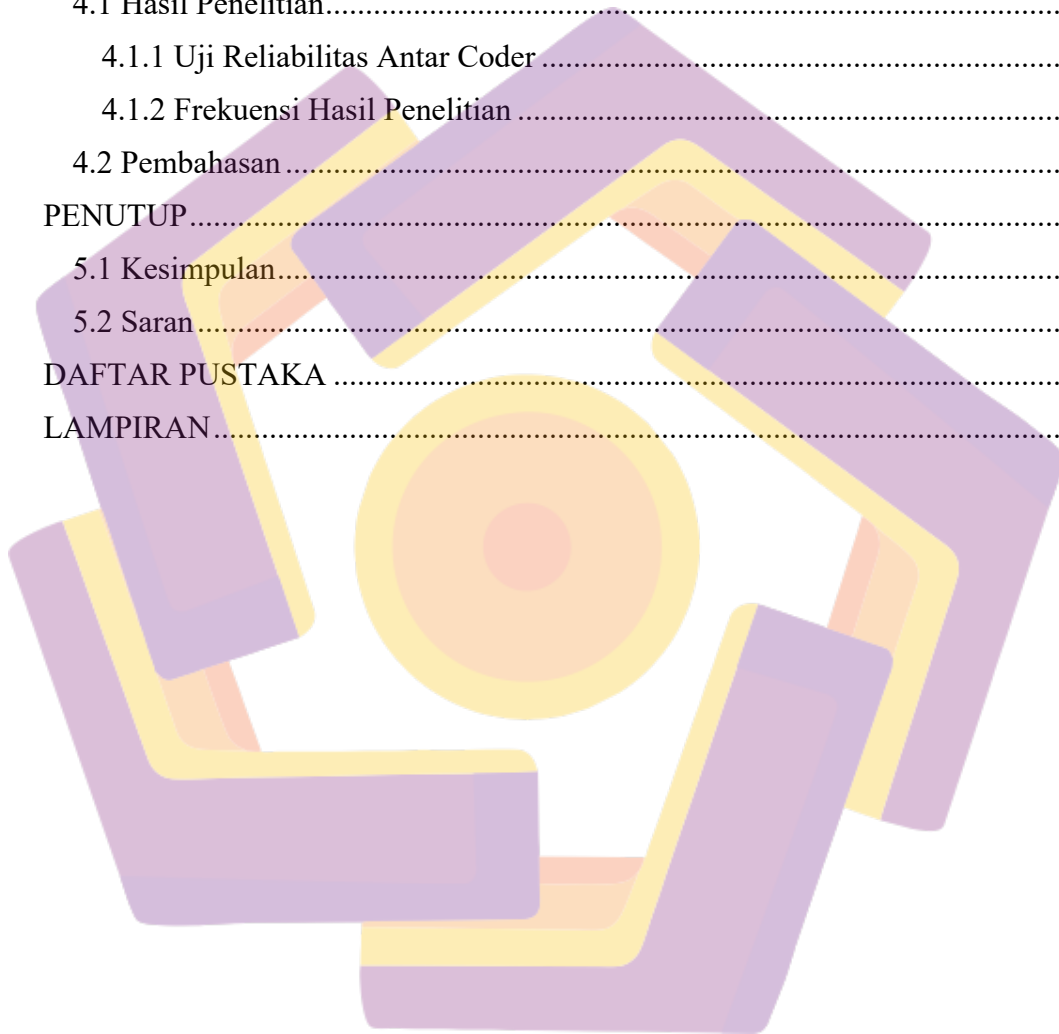 4.1 Hasil Penelitian........................................................................................
4.1.1 Uji Reliabilitas Antar Coder ................................................................
4.1.2 Frekuensi Hasil Penelitian ...................................................................
4.2 Pembahasan .............................................................................................
PENUTUP.........................................................................................................
5.1 Kesimpulan..............................................................................................
5.2 Saran ........................................................................................................
DAFTAR PUSTAKA .......................................................................................
LAMPIRAN......................................................................................................